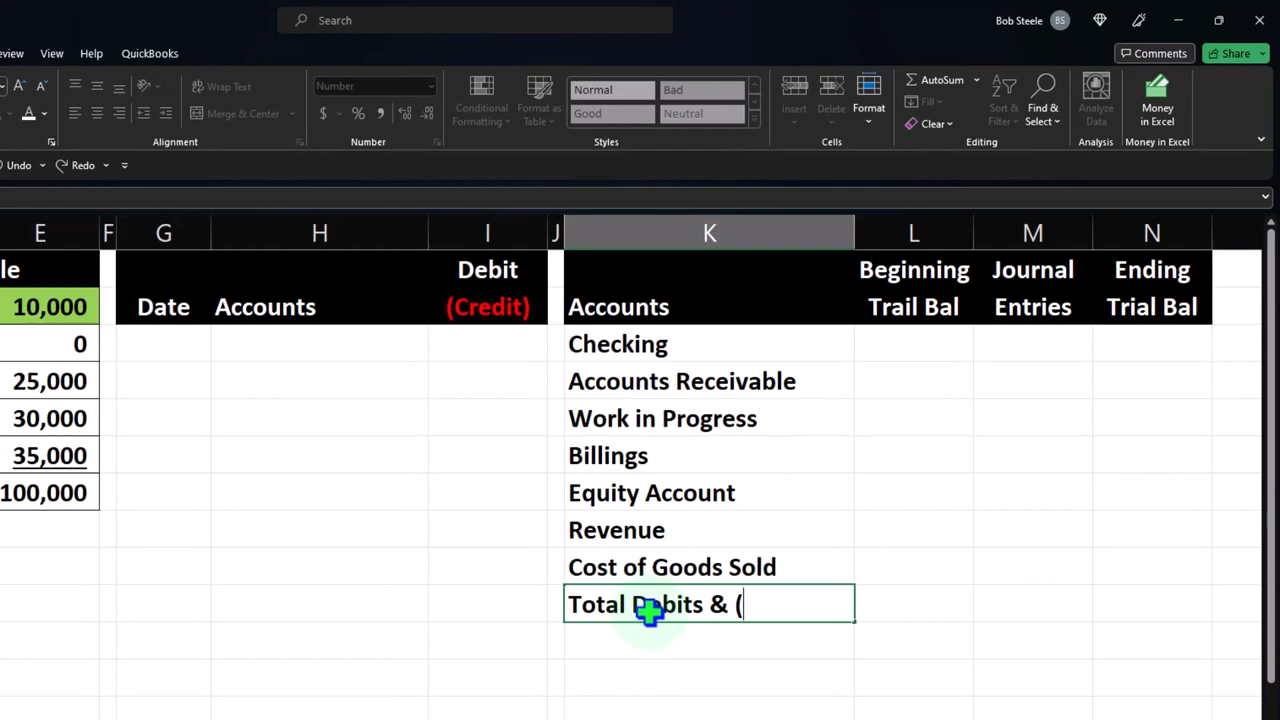 Search
Bob Steele BS
eview View Help QuickBooks
Comments Share
A A ab Wrap Text Number Normal Bad AutoSum
A Merge & Center $ % 9 Conditional Formatting Format as Table Good Neutral Insert Delete Format Fill Clear Sort & Filter Find & Select Analyze Data Money in Excel
Alignment Number Styles Cells Editing Analysis Money in Excel
Undo Redo
E F G H I J K L M N
le Debit Beginning Journal Ending
10,000 Date Accounts (Credit) Accounts Trail Bal Entries Trial Bal
0 Checking
25,000 Accounts Receivable
30,000 Work in Progress
35,000 Billings
100,000 Equity Account
Revenue
Cost of Goods Sold
Total Debits & (